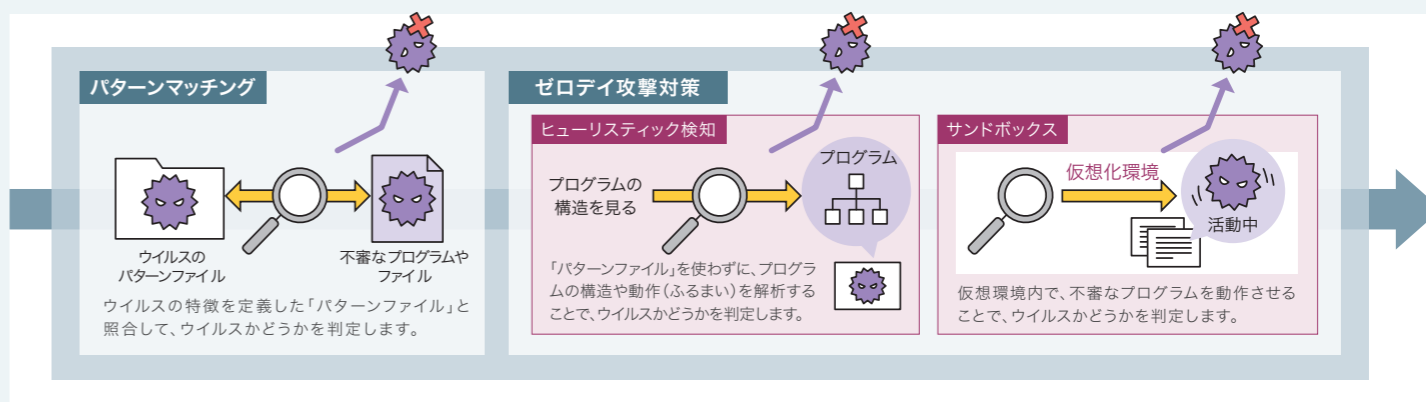 パターンマッチング
ウイルスの
パターンファイル
不審なプログラムや
ファイル
ウイルスの特徴を定義した「パターンファイル」と
照合して、ウイルスかどうかを判定します。
ゼロデイ攻撃対策
ヒューリスティック検知
プログラムの
構造を見る
プログラム
「パターンファイル」を使わずに、プログラ
ムの構造や動作（ふるまい）を解析する
ことで、ウイルスかどうかを判定します。
サンドボックス
仮想化環境
活動中
仮想環境内で、不審なプログラムを動作させる
ことで、ウイルスかどうかを判定します。